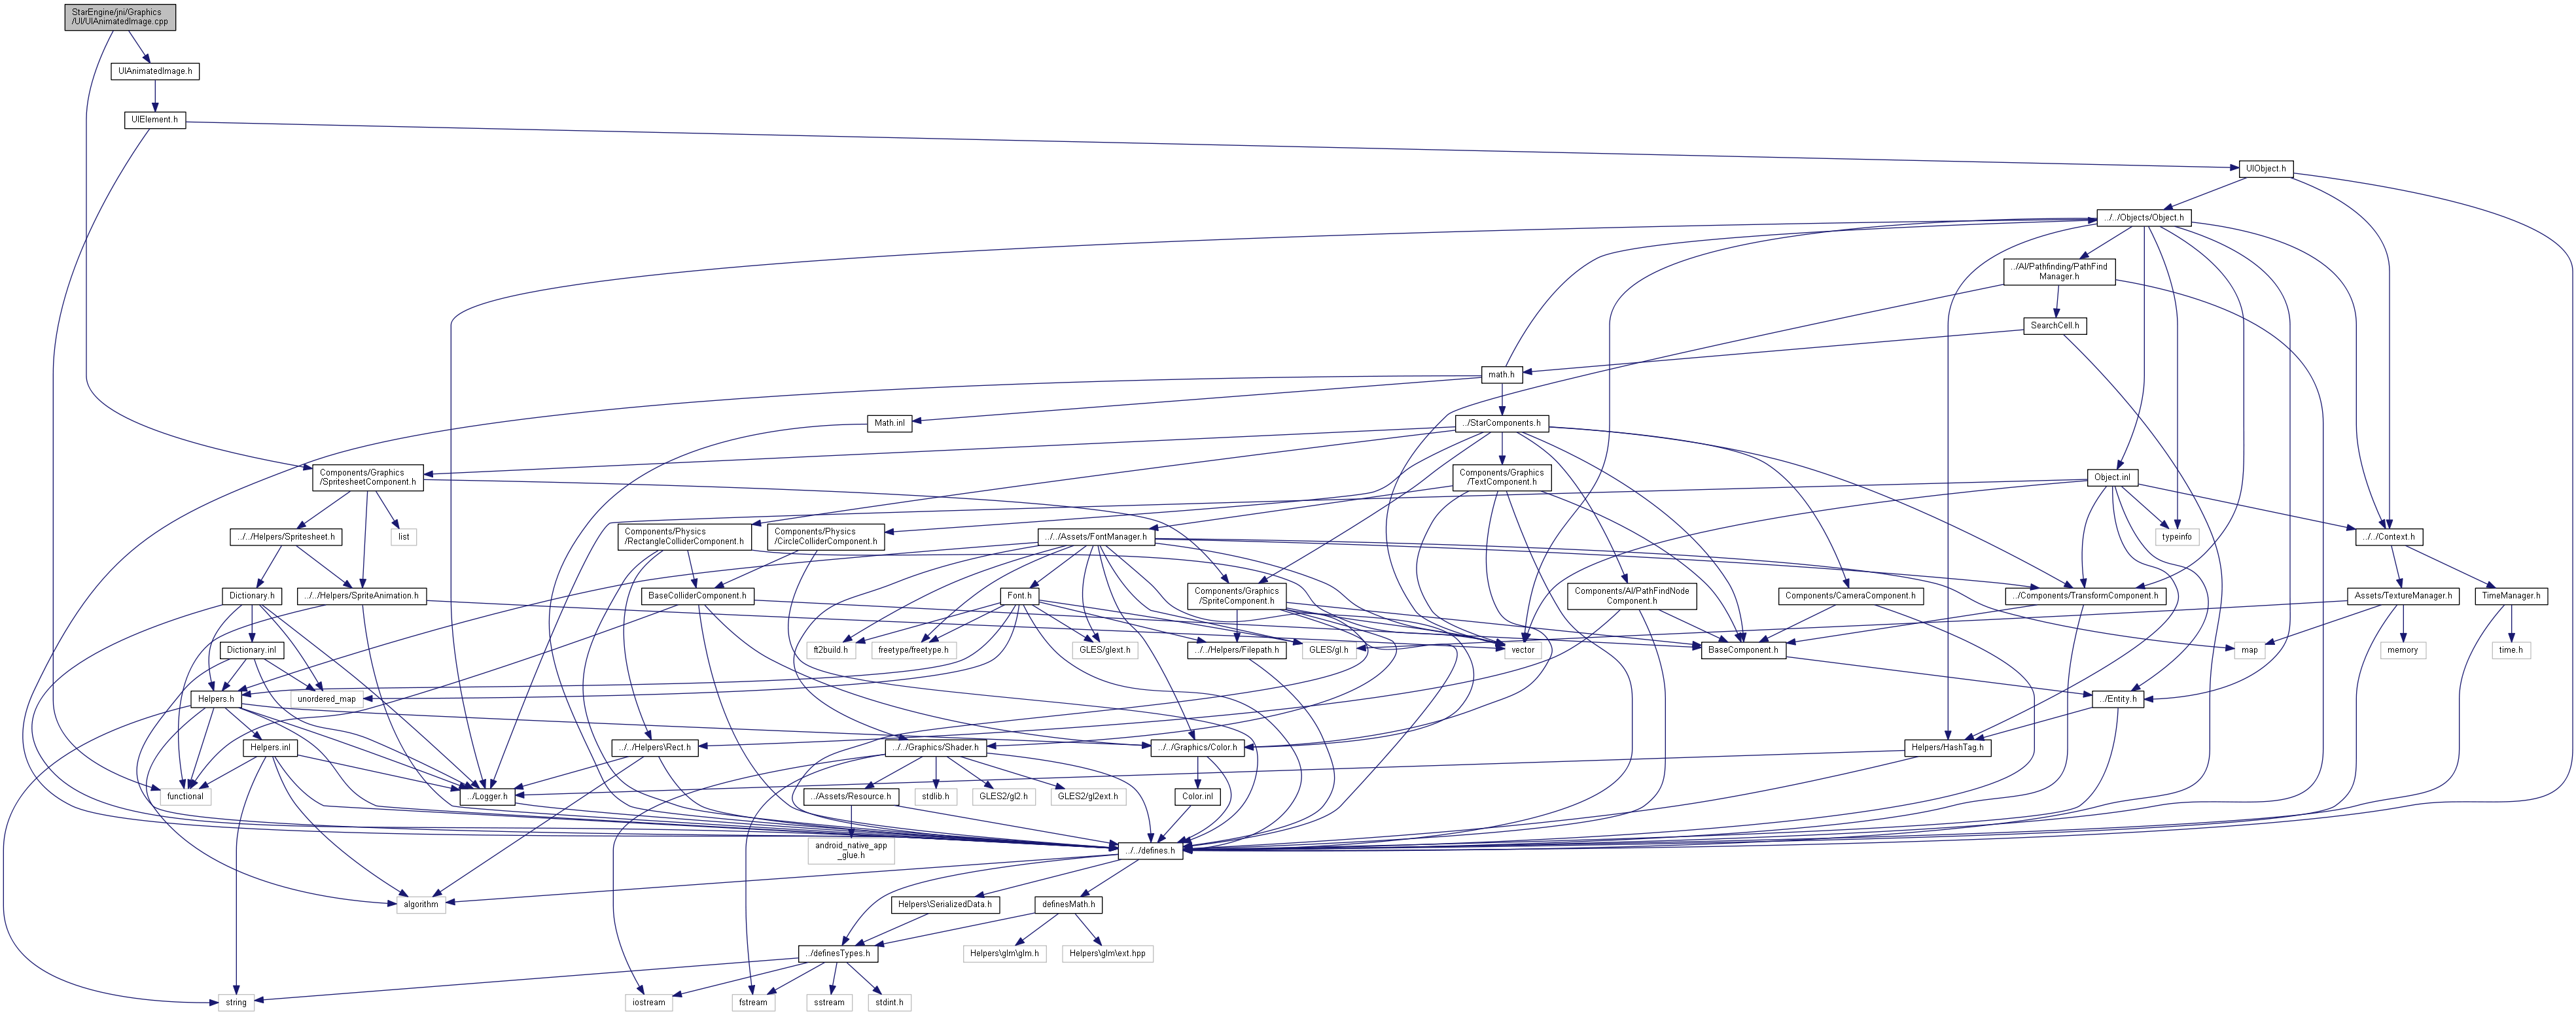 StarEngine/jni/Graphics
/UI/UIAnimatedImage.cpp
UIAnimatedImage.h
UIElement.h
UIObject.h
../../Objects/Object.h
../AI/Pathfinding/PathFind
Manager.h
SearchCell.h
math.h
Math.inl
../StarComponents.h
Components/Graphics
/SpritesheetComponent.h
Components/Graphics
/TextComponent.h
Object.inl
../../Helpers/Spritesheet.h
list
Components/Physics
/RectangleColliderComponent.h
Components/Physics
/CircleColliderComponent.h
../../Assets/FontManager.h
typeinfo
../../Context.h
Dictionary.h
../../Helpers/SpriteAnimation.h
BaseColliderComponent.h
Font.h
Components/Graphics
/SpriteComponent.h
Components/AI/PathFindNode
Component.h
Components/CameraComponent.h
../Components/TransformComponent.h
Assets/TextureManager.h
TimeManager.h
Dictionary.inl
ft2build.h
freetype/freetype.h
GLES/glext.h
../../Helpers/Filepath.h
GLES/gl.h
vector
BaseComponent.h
map
memory
time.h
Helpers.h
unordered_map
../Entity.h
Helpers.inl
../../Helpers\Rect.h
../../Graphics/Shader.h
../../Graphics/Color.h
Helpers/HashTag.h
functional
../Logger.h
../Assets/Resource.h
stdlib.h
GLES2/gl2.h
GLES2/gl2ext.h
Color.inl
android_native_app
_glue.h
../../defines.h
algorithm
Helpers\SerializedData.h
definesMath.h
../definesTypes.h
Helpers\glm\glm.h
Helpers\glm\ext.hpp
string
iostream
fstream
sstream
stdint.h